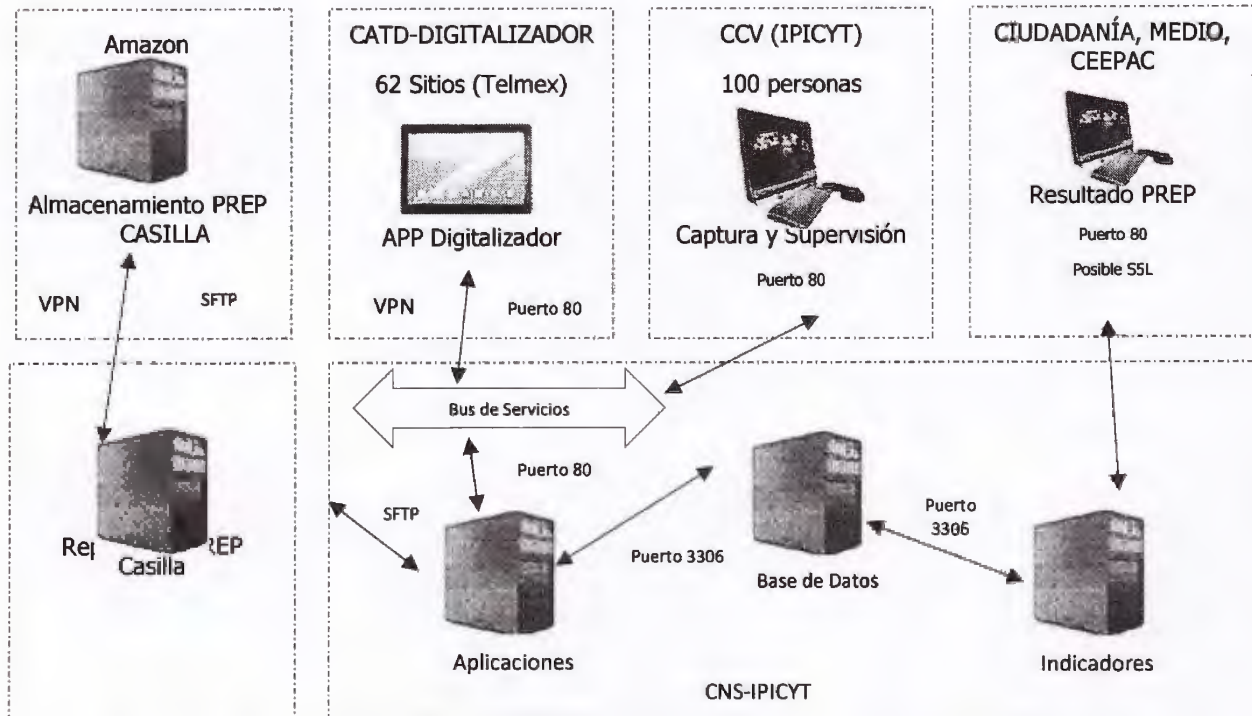 Amazon
Almacenamiento PREP
CASILLA
VPN
SFTP
CATD-DIGITALIZADOR
62 Sitios (Telmex)
APP Digitalizador
VPN
Puerto 80
CCV (IPICYT)
100 personas
Captura y Supervisión
Puerto 80
CIUDADANÍA, MEDIO,
CEEPAC
Resultado PREP
Puerto 80
Posible S5L
Casilla
Bus de Servicios
Puerto 80
SFTP
Aplicaciones
Puerto 3306
Base de Datos
Puerto
3306
Indicadores
CNS-IPICYT